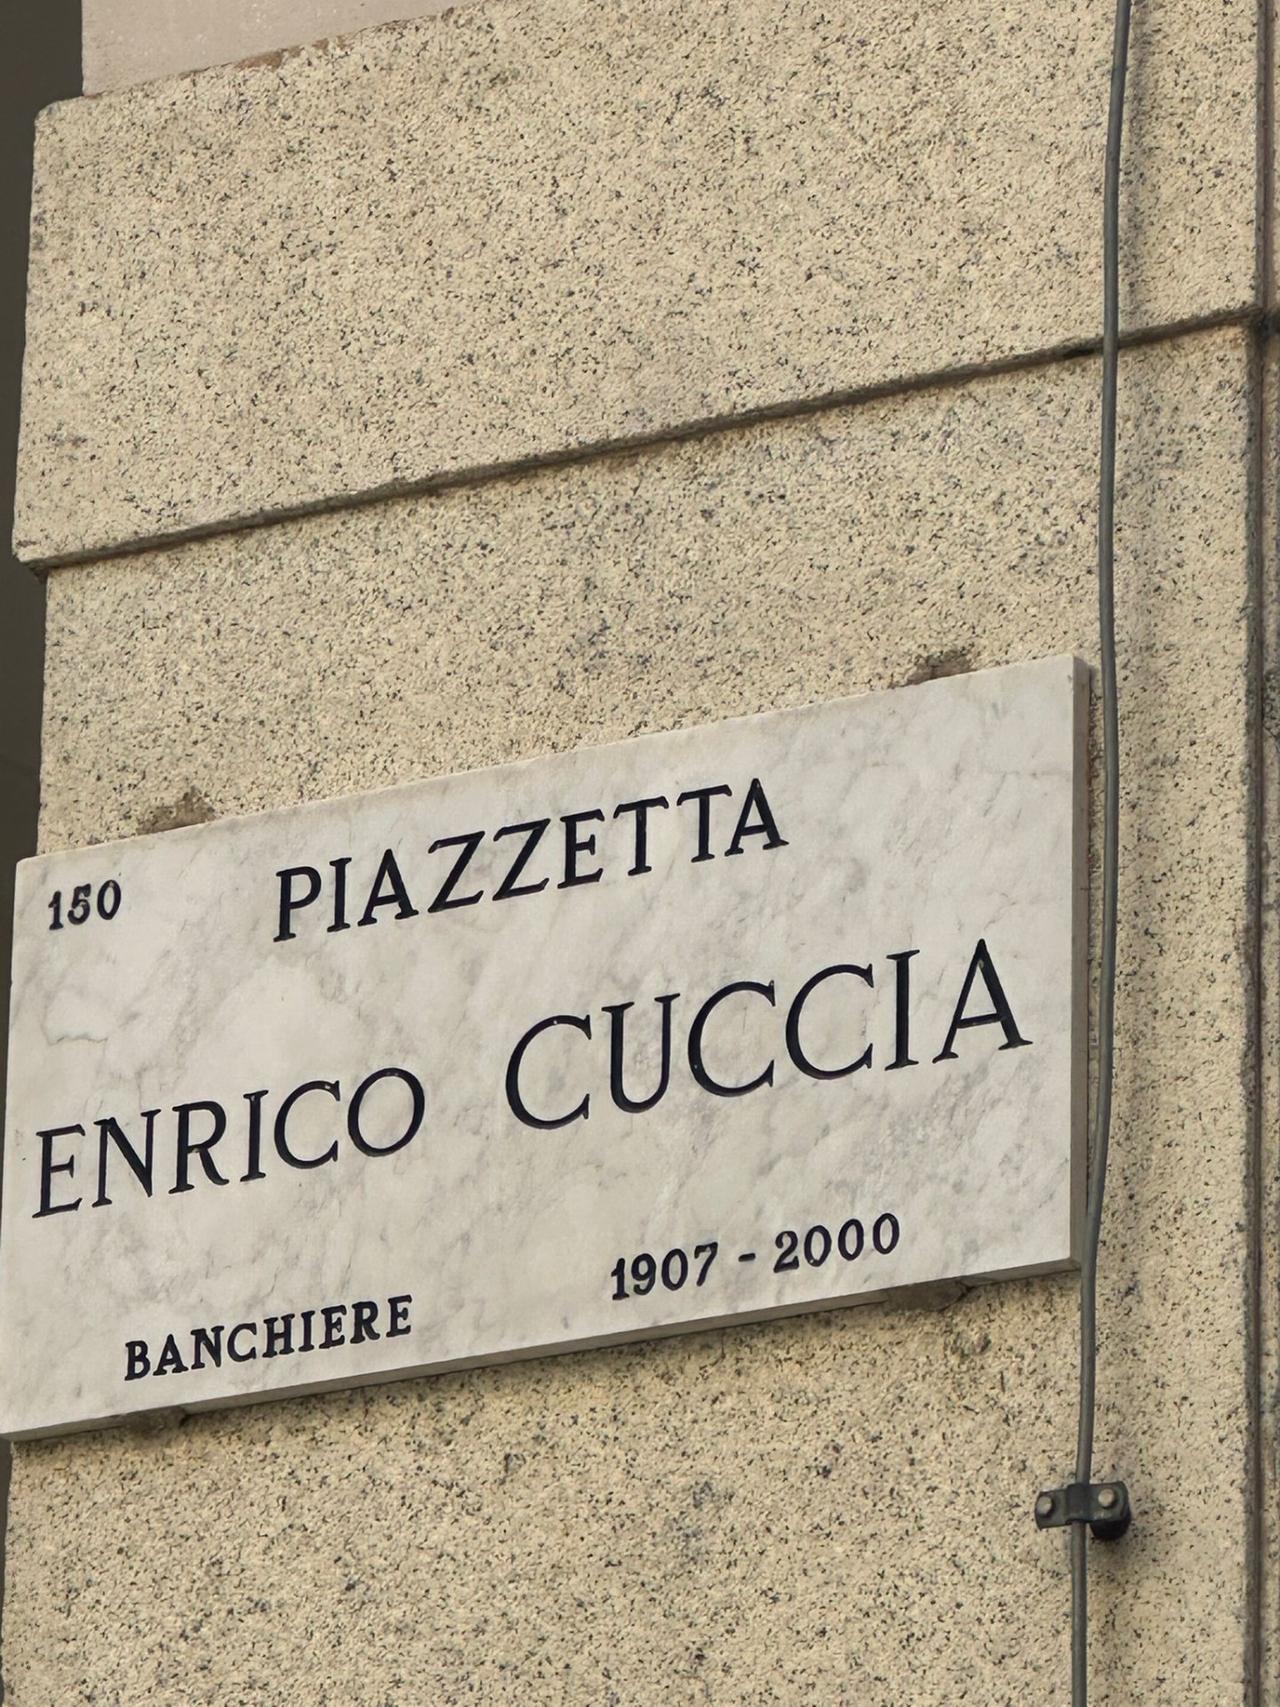 150 PIAZZETTA
ENRICO CUCCIA
BANCHIERE 1907 - 2000